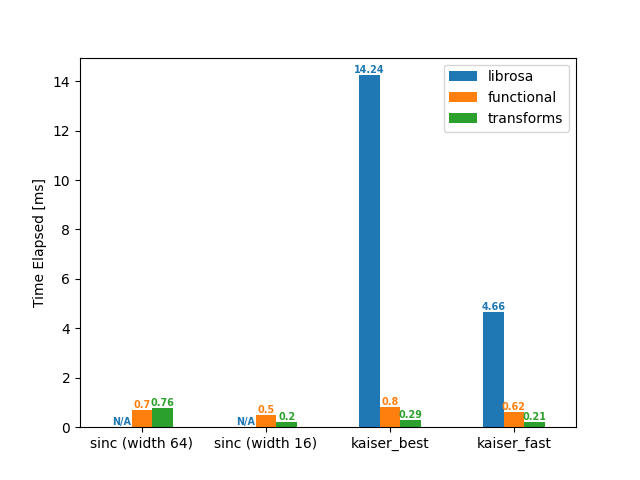 14.24
librosa
functional
transforms
4.66
N/A 0.7 0.76
N/A 0.5 0.2
0.8 0.29
0.62 0.21
Time Elapsed [ms]
14
12
10
8
6
4
2
0
sinc (width 64) sinc (width 16) kaiser_best kaiser_fast